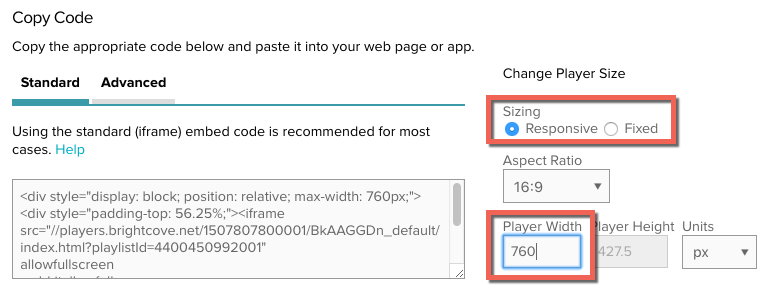 Copy Code
Copy the appropriate code below and paste it into your web page or app.
Standard Advanced
Using the standard (iframe) embed code is recommended for most
cases. Help
<div style="display: block; position: relative; max-width: 760px;">
<div style="padding-top: 56.25%;"><iframe
src="//players.brightcove.net/1507807800001/BkAAGGDn_default/
index.html?playlistId=4400450992001"
allowfullscreen
Change Player Size
Sizing
Responsive Fixed
Aspect Ratio
16:9
Player Width Player Height Units
760 427.5 px